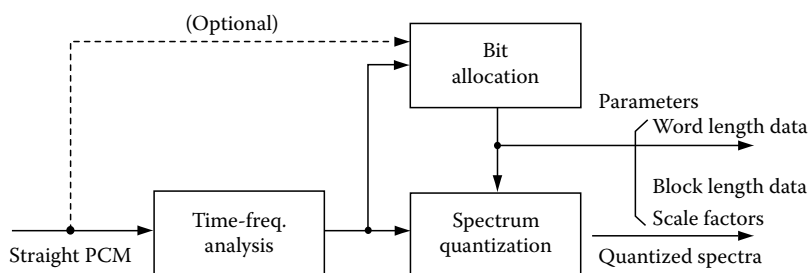 (Optional)
Bit
allocation
Parameters
Word length data
Block length data
Scale factors
Time-freq.
analysis
Spectrum
quantization
Straight PCM
Quantized spectra